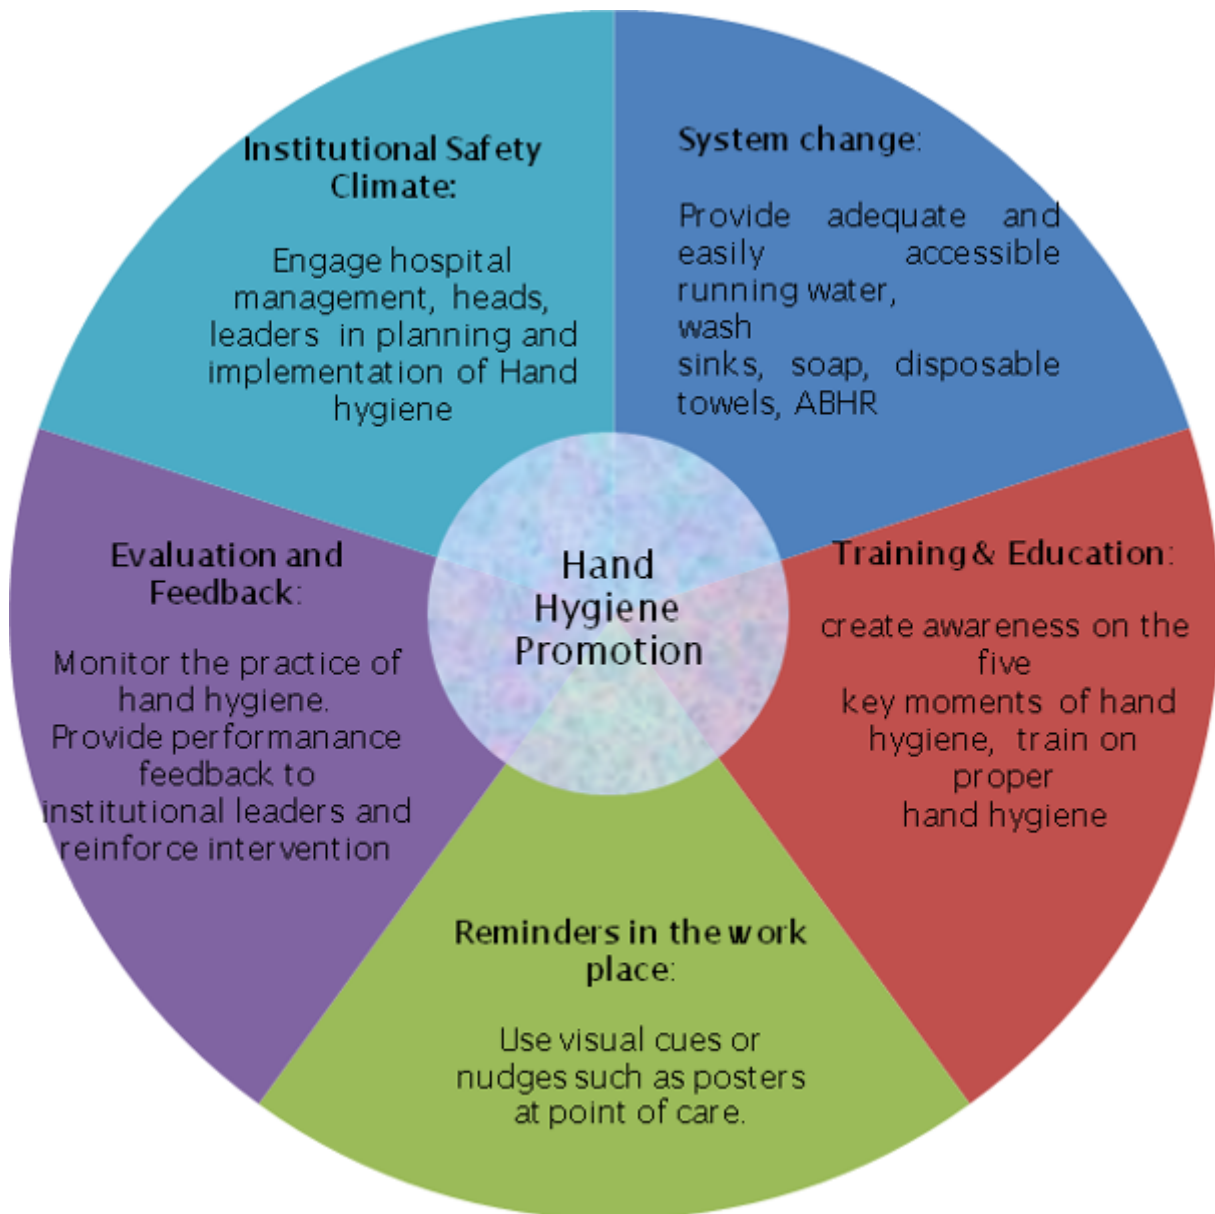 Institutional Safety
Climate:
Engage hospital
management, heads,
leaders in planning and
implementation of Hand
hygiene
System change:
Provide adequate and
easily accessible
running water,
wash
sinks, soap, disposable
towels, ABHR
Training & Education:
create awareness on the
five
key moments of hand
hygiene, train on
proper
hand hygiene
Reminders in the work
place:
Use visual cues or
nudges such as posters
at point of care.
Evaluation and
Feedback:
Monitor the practice of
hand hygiene.
Provide performanance
feedback to
institutional leaders and
reinforce intervention
Hand
Hygiene
Promotion